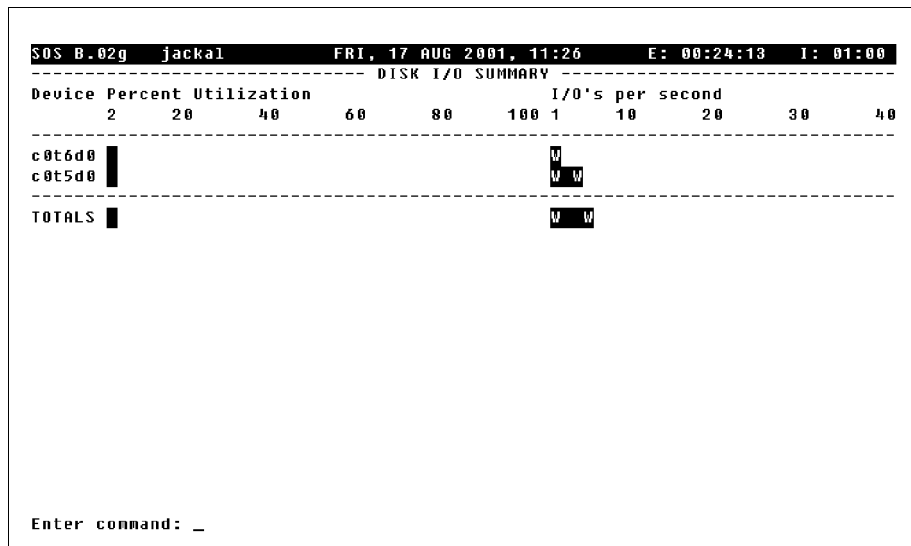 SOS B.02g jackal FRI, 17 AUG 2001, 11:26 E: 00:24:13 I: 01:00
------------------------------- DISK I/O SUMMARY -------------------------------
Device Percent Utilization I/O's per second
2 20 40 60 80 100 1 10 20 30 40
--------------------------------------------------------------------------------
c0t6d0 W
c0t5d0 W W
--------------------------------------------------------------------------------
TOTALS W W
Enter command: _